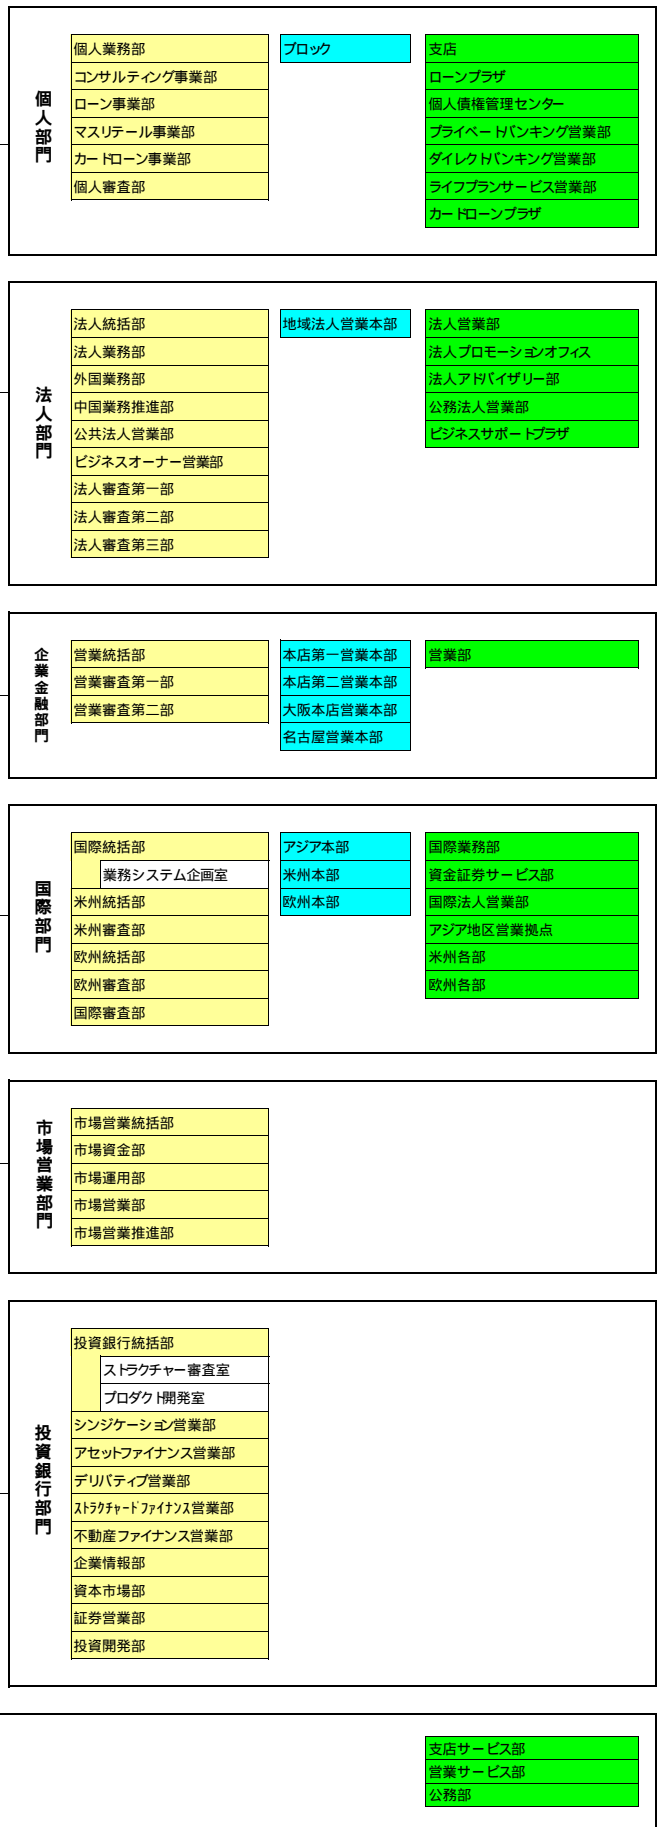 個人部門
個人業務部
コンサルティング事業部
ローン事業部
マスリテール事業部
カードローン事業部
個人審査部
ブロック
支店
ローンプラザ
個人債権管理センター
プライベートバンキング営業部
ダイレクトバンキング営業部
ライフプランサービス営業部
カードローンプラザ
法人部門
法人統括部
法人業務部
外国業務部
中国業務推進部
公共法人営業部
ビジネスオーナー営業部
法人審査第一部
法人審査第二部
法人審査第三部
地域法人営業本部
法人営業部
法人プロモーションオフィス
法人アドバイザリー部
公務法人営業部
ビジネスサポートプラザ
企業金融部門
営業統括部
営業審査第一部
営業審査第二部
本店第一営業本部
本店第二営業本部
大阪本店営業本部
名古屋営業本部
営業部
国際部門
国際統括部
業務システム企画室
米州統括部
米州審査部
欧州統括部
欧州審査部
国際審査部
アジア本部
米州本部
欧州本部
国際業務部
資金証券サービス部
国際法人営業部
アジア地区営業拠点
米州各部
欧州各部
市場営業部門
市場営業統括部
市場資金部
市場運用部
市場営業部
市場営業推進部
投資銀行部門
投資銀行統括部
ストラクチャー審査室
プロダクト開発室
シンジケーション営業部
アセットファイナンス営業部
デリバティブ営業部
ｽﾄﾗｸﾁｬｰﾄﾞﾌｧｲﾅﾝｽ営業部
不動産ファイナンス営業部
企業情報部
資本市場部
証券営業部
投資開発部
支店サービス部
営業サービス部
公務部